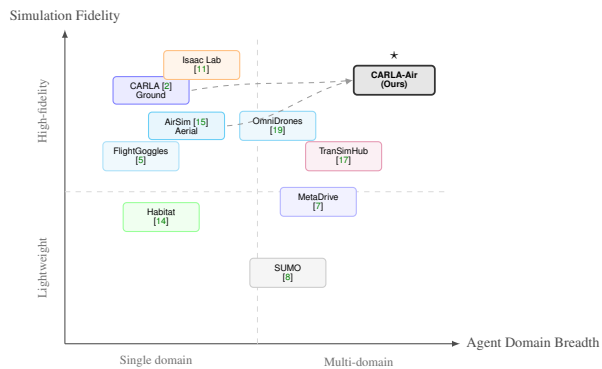 Simulation Fidelity
High-fidelity
Lightweight
Isaac Lab
[11]
★
CARLA [2]
Ground
CARLA-Air
(Ours)
AirSim [15]
Aerial
OmniDrones
[19]
FlightGoggles
[5]
TranSimHub
[17]
MetaDrive
[7]
Habitat
[14]
SUMO
[8]
Agent Domain Breadth
Single domain
Multi-domain